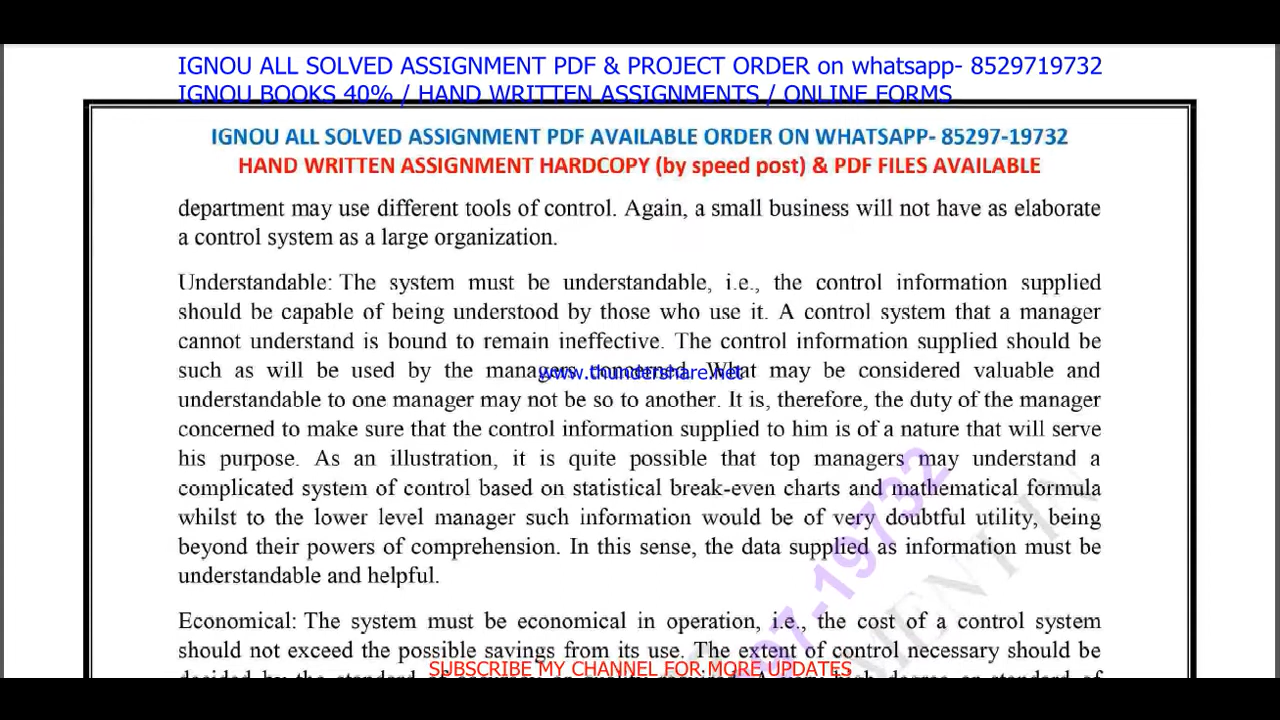 IGNOU ALL SOLVED ASSIGNMENT PDF & PROJECT ORDER on whatsapp- 8529719732
IGNOU BOOKS 40% / HAND WRITTEN ASSIGNMENTS / ONLINE FORMS
IGNOU ALL SOLVED ASSIGNMENT PDF AVAILABLE ORDER ON WHATSAPP- 85297-19732
HAND WRITTEN ASSIGNMENT HARDCOPY (by speed post) & PDF FILES AVAILABLE
department may use different tools of control. Again, a small business will not have as elaborate
a control system as a large organization.
Understandable: The system must be understandable, i.e., the control information supplied
should be capable of being understood by those who use it. A control system that a manager
cannot understand is bound to remain ineffective. The control information supplied should be
such as will be used by the managers concerned. What may be considered valuable and
www.thundershare.net
understandable to one manager may not be so to another. It is, therefore, the duty of the manager
concerned to make sure that the control information supplied to him is of a nature that will serve
his purpose. As an illustration, it is quite possible that top managers may understand a
complicated system of control based on statistical break-even charts and mathematical formula
whilst to the lower level manager such information would be of very doubtful utility, being
beyond their powers of comprehension. In this sense, the data supplied as information must be
understandable and helpful.
97-19732
MENT IN
Economical: The system must be economical in operation, i.e., the cost of a control system
should not exceed the possible savings from its use. The extent of control necessary should be
SUBSCRIBE MY CHANNEL FOR MORE UPDATES
decided by the standard of